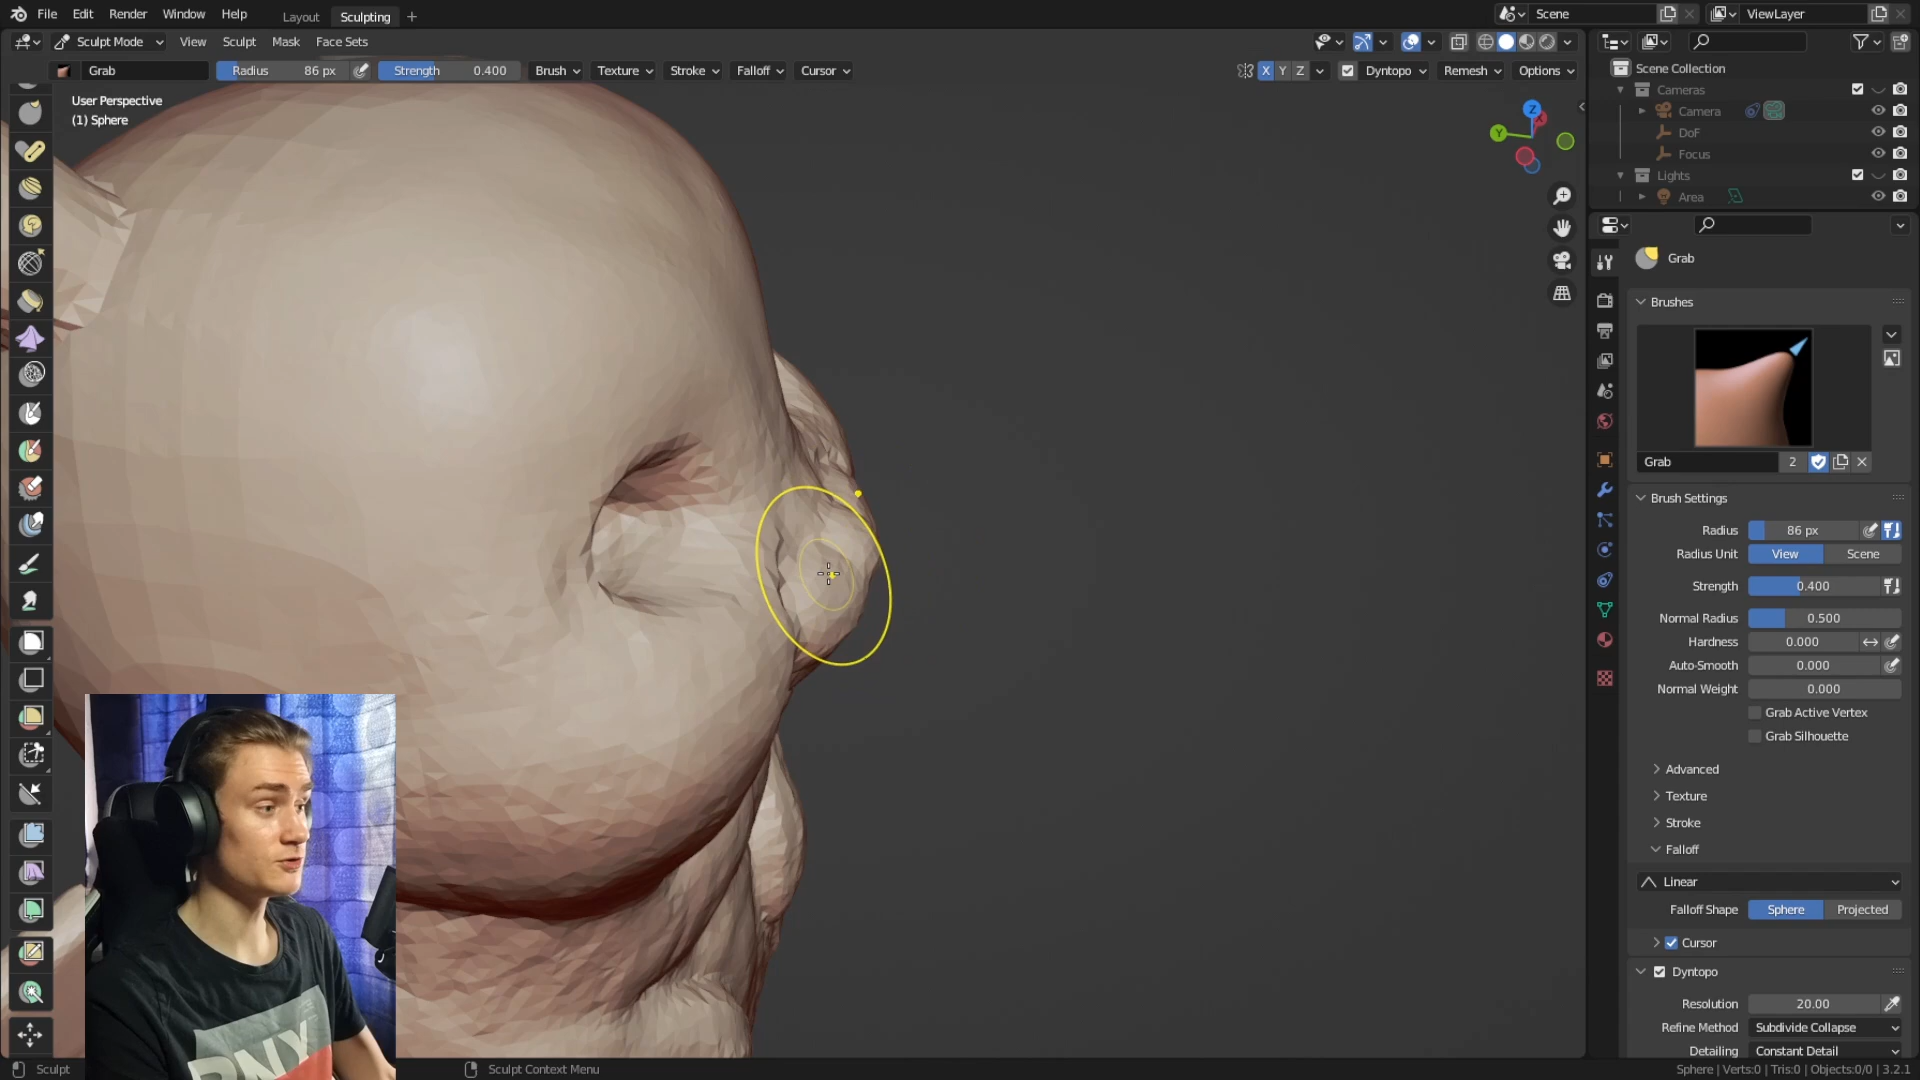 File Edit Render Window Help Layout Sculpting + Scene ViewLayer
Sculpt Mode View Sculpt Mask Face Sets
Grab Radius 86 px Strength 0.400 Brush Texture Stroke Falloff Cursor X Y Z Dyntopo Remesh Options
User Perspective
(1) Sphere
Z
Y
X
Scene Collection
Cameras
Camera
DoF
Focus
Lights
Area
Grab
Brushes
Grab 2
Brush Settings
Radius 86 px
Radius Unit View Scene
Strength 0.400
Normal Radius 0.500
Hardness 0.000
Auto-Smooth 0.000
Normal Weight 0.000
Grab Active Vertex
Grab Silhouette
Advanced
Texture
Stroke
Falloff
Linear
Falloff Shape Sphere Projected
Cursor
Dyntopo
Resolution 20.00
Refine Method Subdivide Collapse
Detailing Constant Detail
Sculpt Sculpt Context Menu Sphere | Verts:0 | Tris:0 | Objects:0/0 | 3.2.1